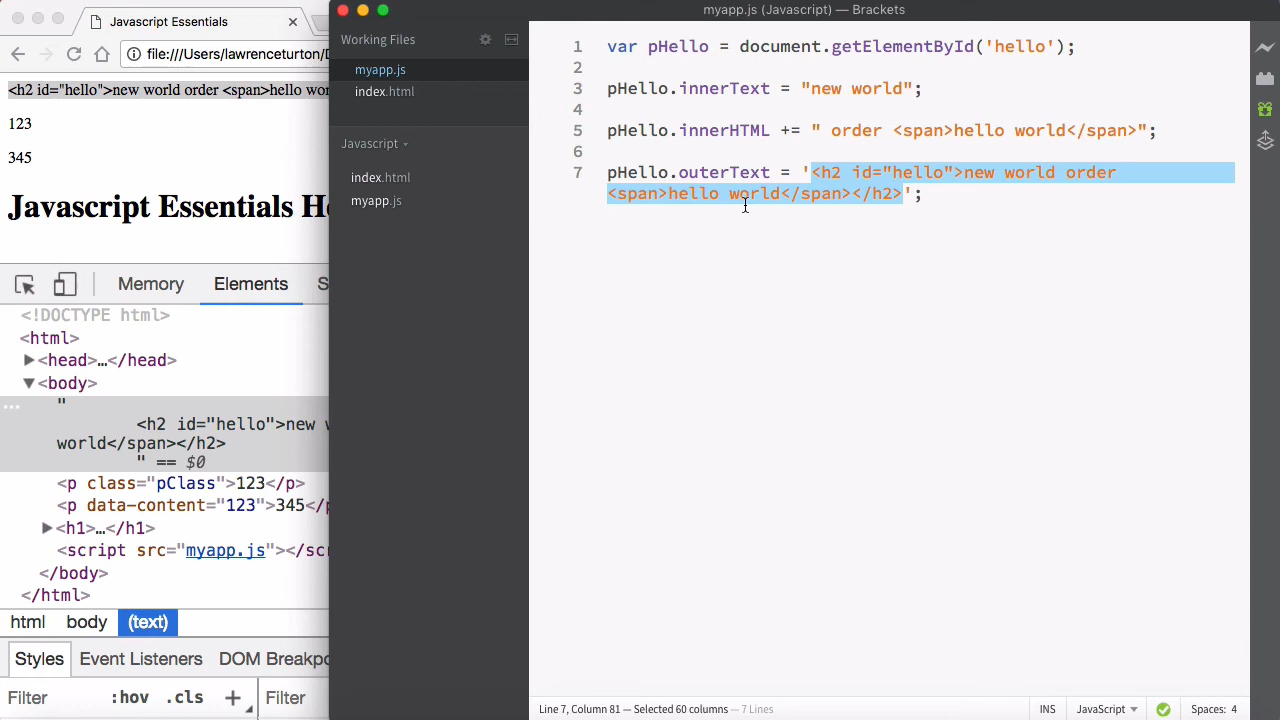 Javascript Essentials
file:///Users/lawrenceturton/D
<h2 id="hello">new world order <span>hello wor
123
345
Javascript Essentials He
Memory
Elements
S
<!DOCTYPE html>
<html>
<head>…</head>
<body>
"
<h2 id="hello">new w
world</span></h2>
" == $0
<p class="pClass">123</p>
<p data-content="123">345</p
<h1>…</h1>
<script src="myapp.js"></scr
</body>
</html>
html
body
(text)
Styles
Event Listeners
DOM Breakpo
Filter
:hov
.cls
Filter
myapp.js (Javascript) — Brackets
Working Files
myapp.js
index.html
Javascript
index.html
myapp.js
1 var pHello = document.getElementById('hello');
2
3 pHello.innerText = "new world";
4
5 pHello.innerHTML += " order <span>hello world</span>";
6
7 pHello.outerText = '<h2 id="hello">new world order
<span>hello world</span></h2>';
Line 7, Column 81 — Selected 60 columns — 7 Lines
INS
JavaScript
Spaces: 4